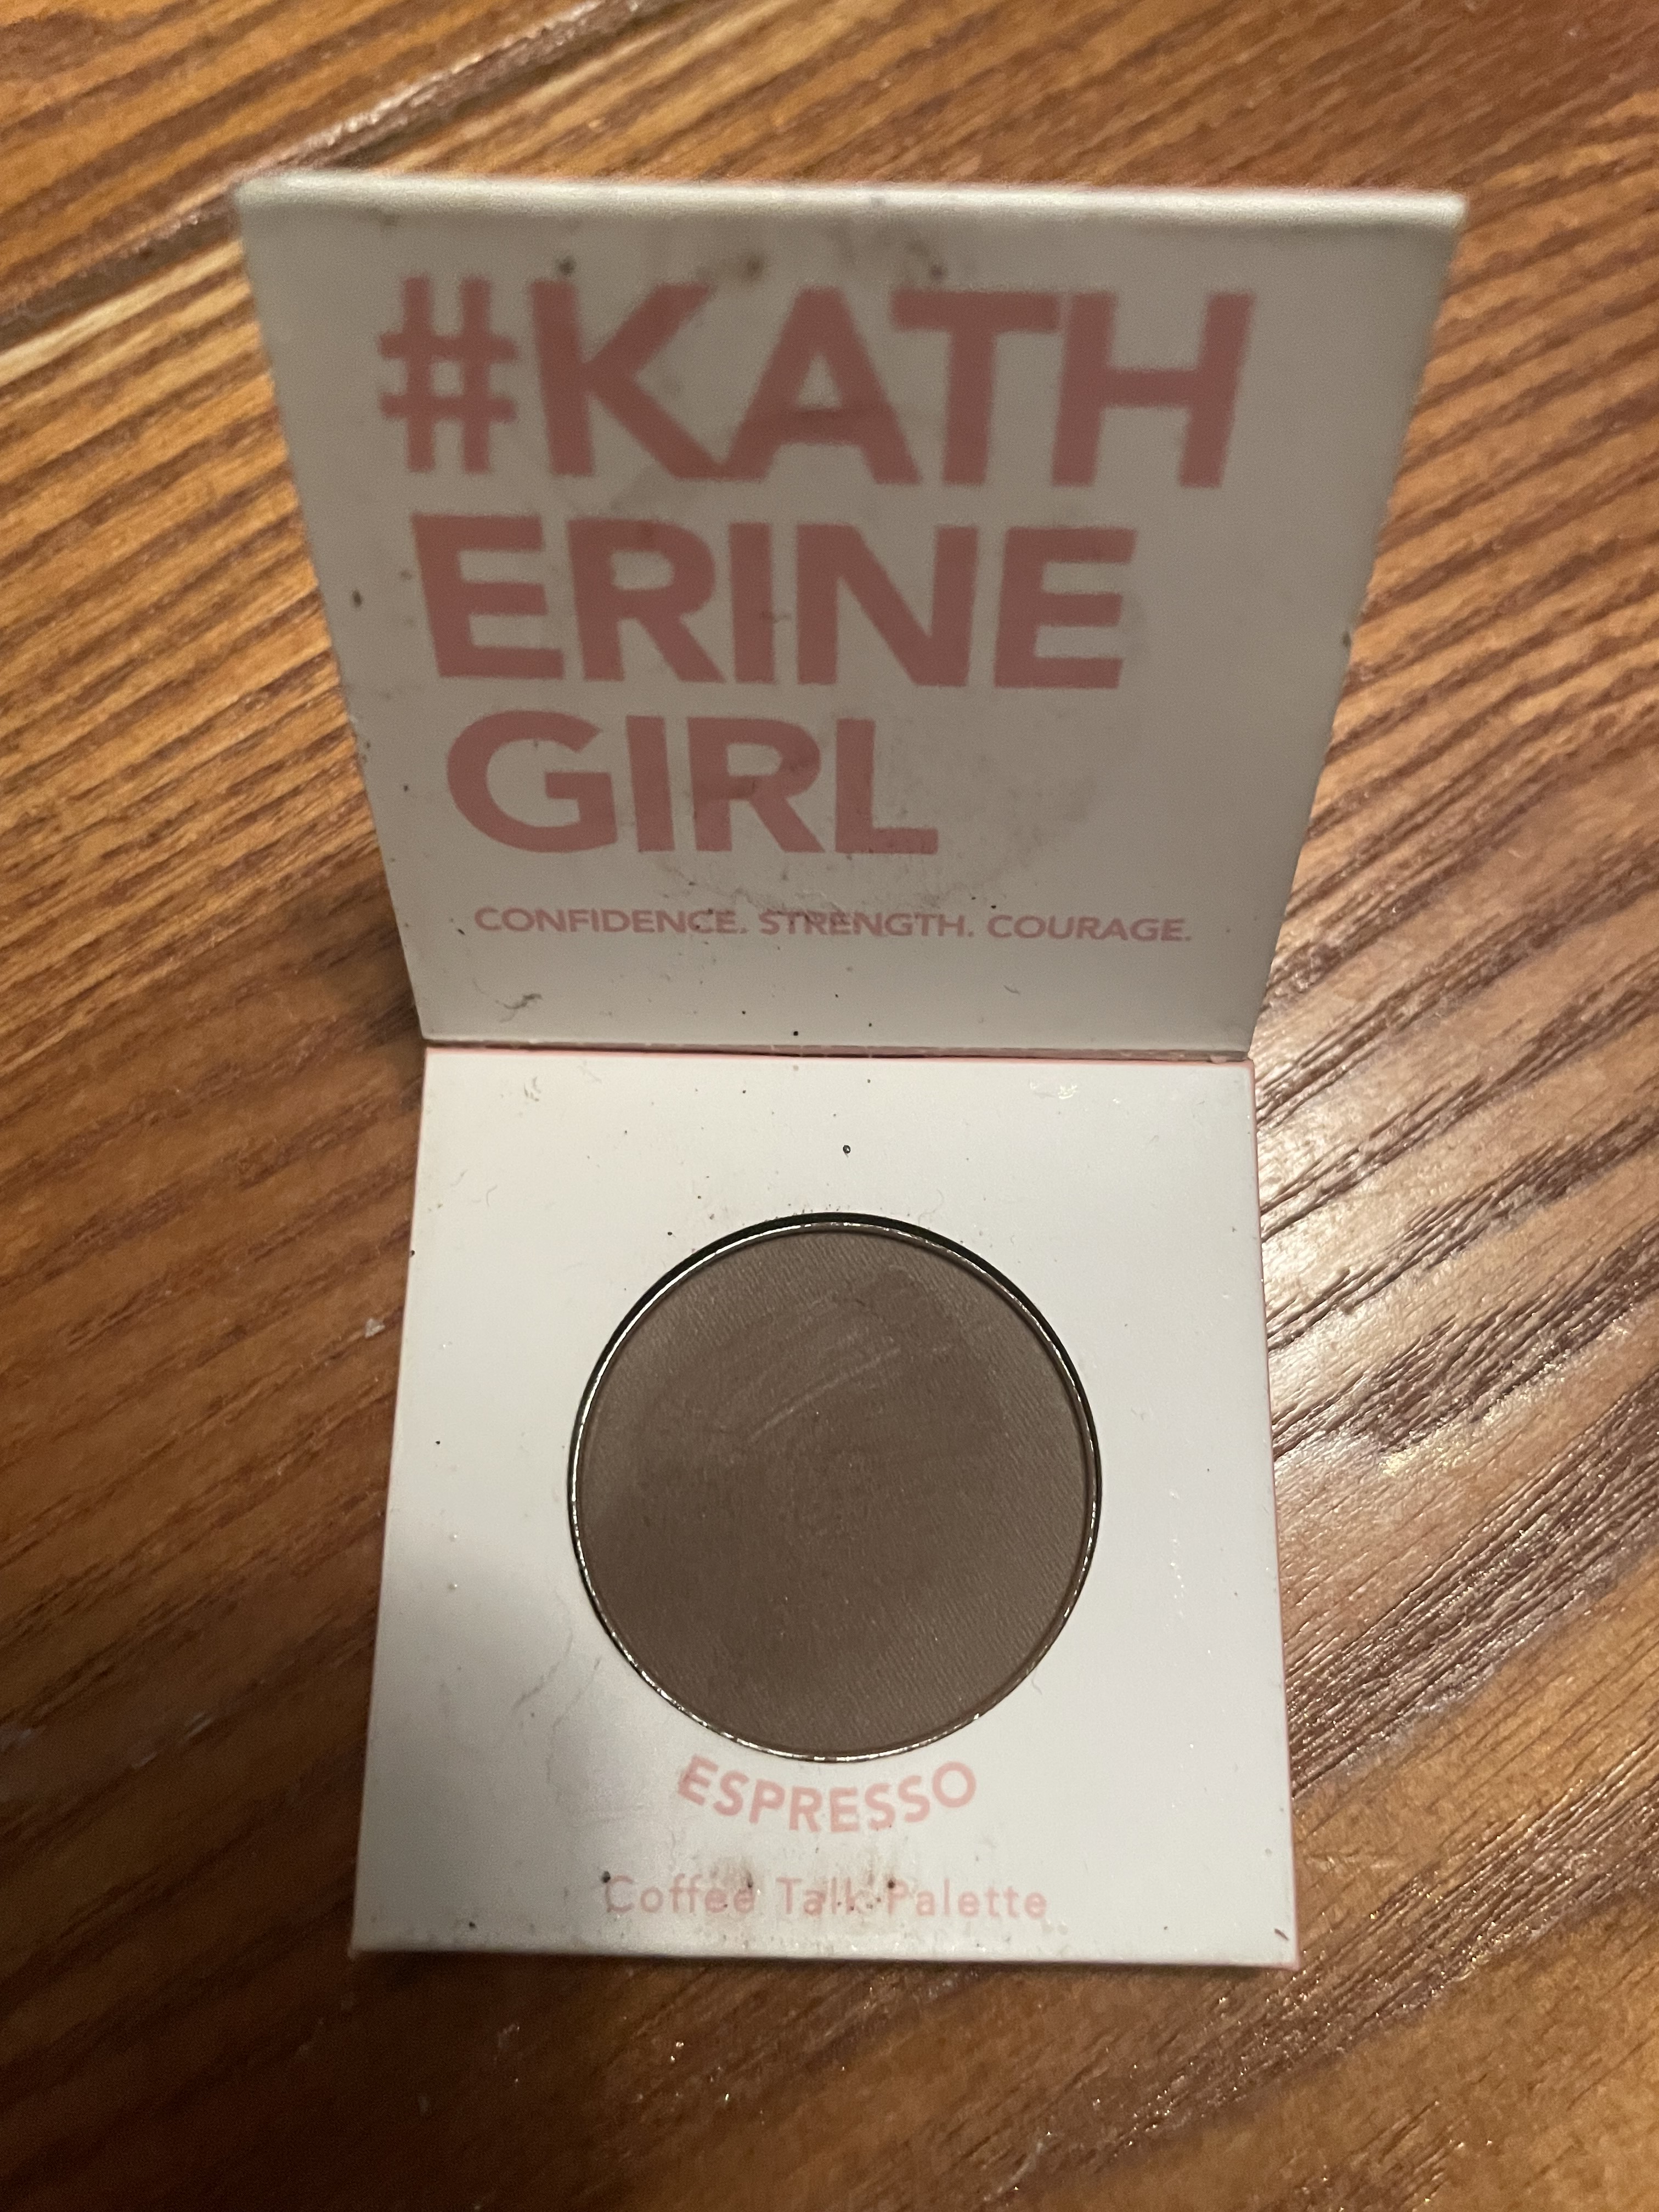 #KATH
ERINE
GIRL
CONFIDENCE. STRENGTH. COURAGE.
ESPRESSO
Coffee Talk Palette